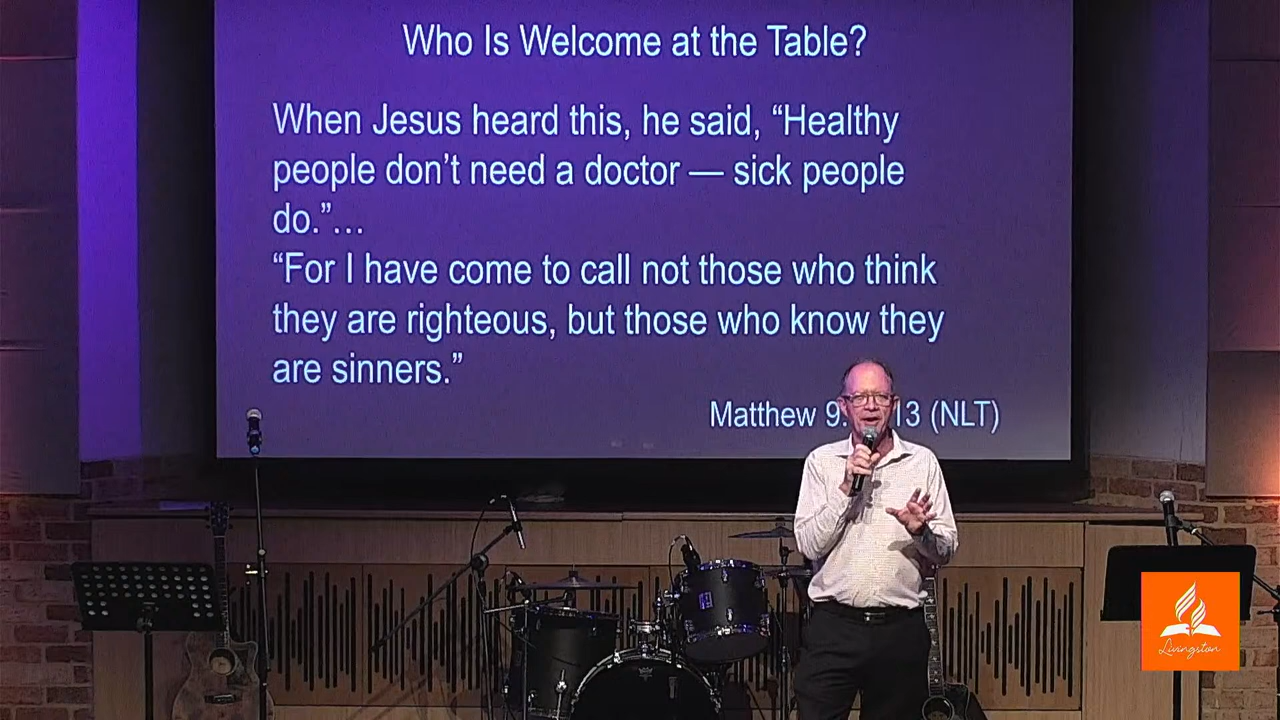 Who Is Welcome at the Table?
When Jesus heard this, he said, “Healthy
people don’t need a doctor — sick people
do.”…
“For I have come to call not those who think
they are righteous, but those who know they
are sinners.”
Matthew 9: 13 (NLT)
Livingston